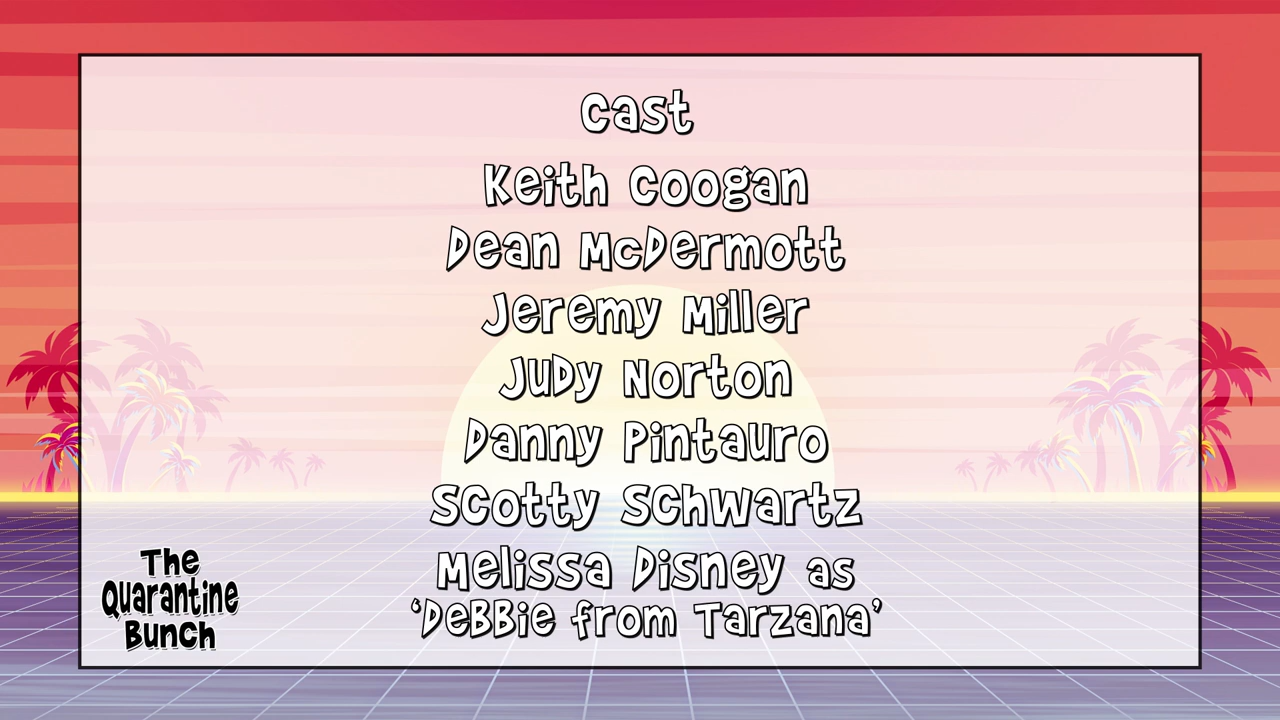 Cast
Keith Coogan
Dean McDermott
Jeremy Miller
Judy Norton
Danny Pintauro
Scotty Schwartz
Melissa Disney as
‘Debbie from Tarzana’
The
Quarantine
Bunch